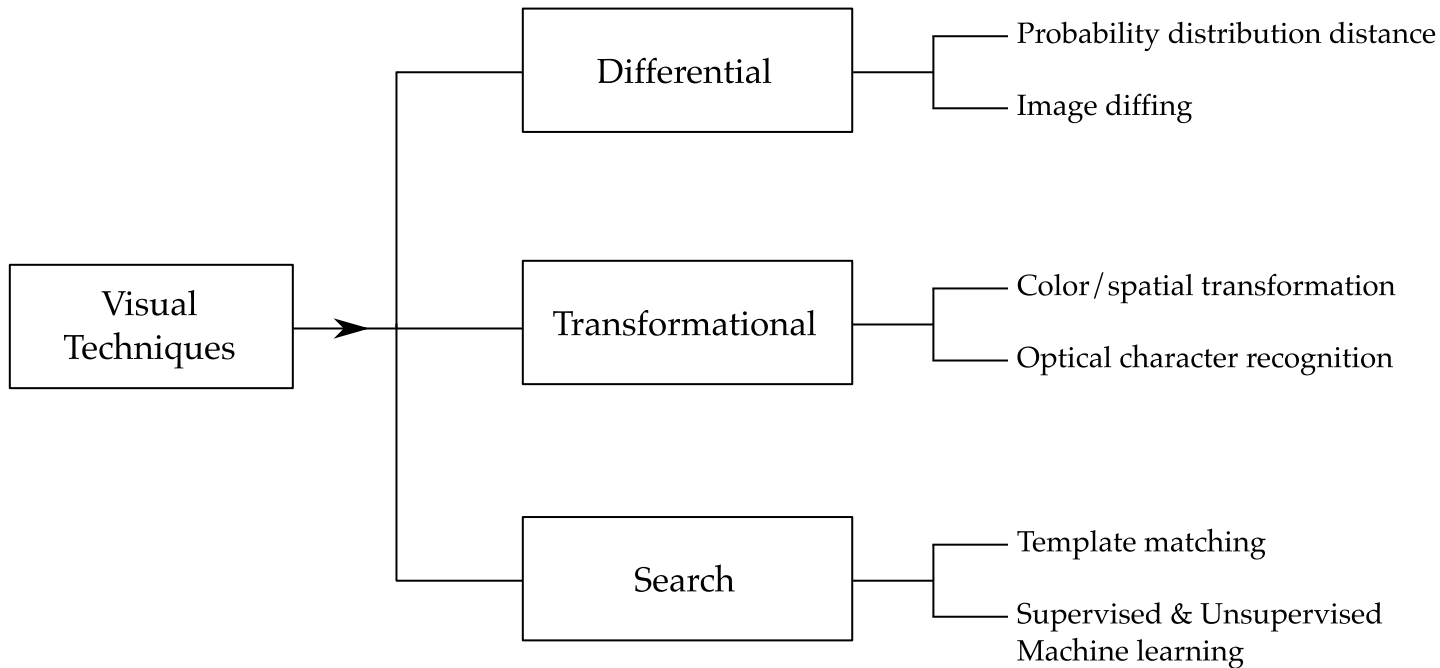 Visual
Techniques
Differential
Probability distribution distance
Image diffing
Transformational
Color/spatial transformation
Optical character recognition
Search
Template matching
Supervised & Unsupervised
Machine learning